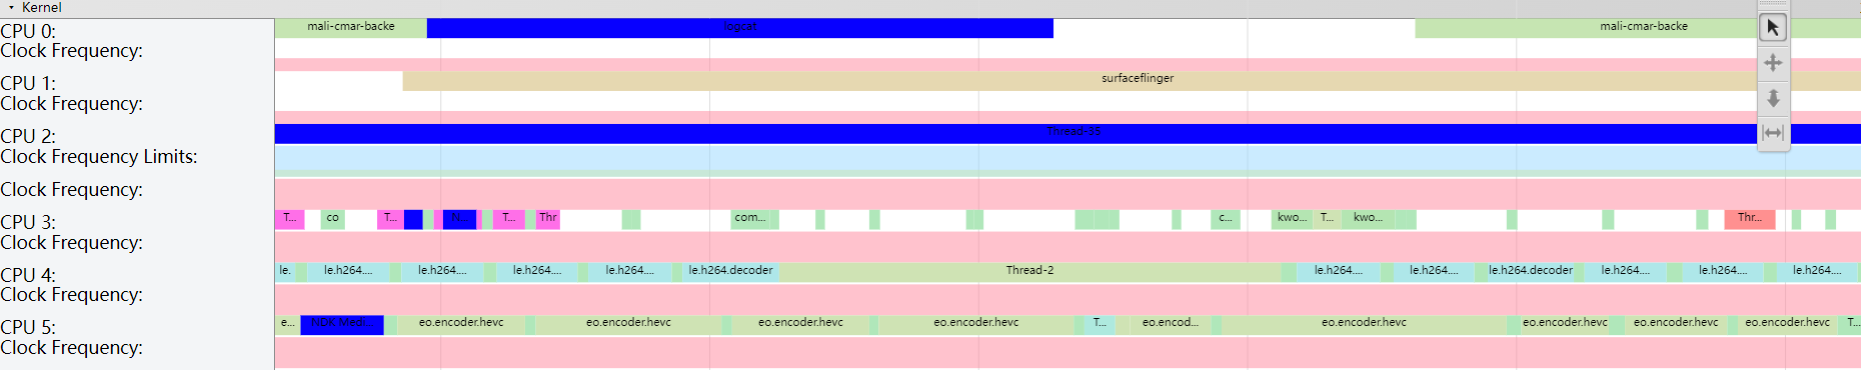 Kernel
CPU 0: mali-cmar-backe logcat mali-cmar-backe
Clock Frequency:
CPU 1: surfaceflinger
Clock Frequency:
CPU 2: Thread-55
Clock Frequency Limits:
Clock Frequency:
CPU 3: T... co T... N... T... Thr com... c... kwo... T... kwo... Thr...
Clock Frequency:
CPU 4: le. le.h264.... le.h264.... le.h264.... le.h264.... le.h264.decoder Thread-2 le.h264.... le.h264.... le.h264.decoder le.h264.... le.h264.... le.h264....
Clock Frequency:
CPU 5: e... NDK Medi... eo.encoder.hevc eo.encoder.hevc eo.encoder.hevc eo.encoder.hevc T... eo.encod... eo.encoder.hevc eo.encoder.hevc eo.encoder.hevc eo.encoder.hevc T...
Clock Frequency: